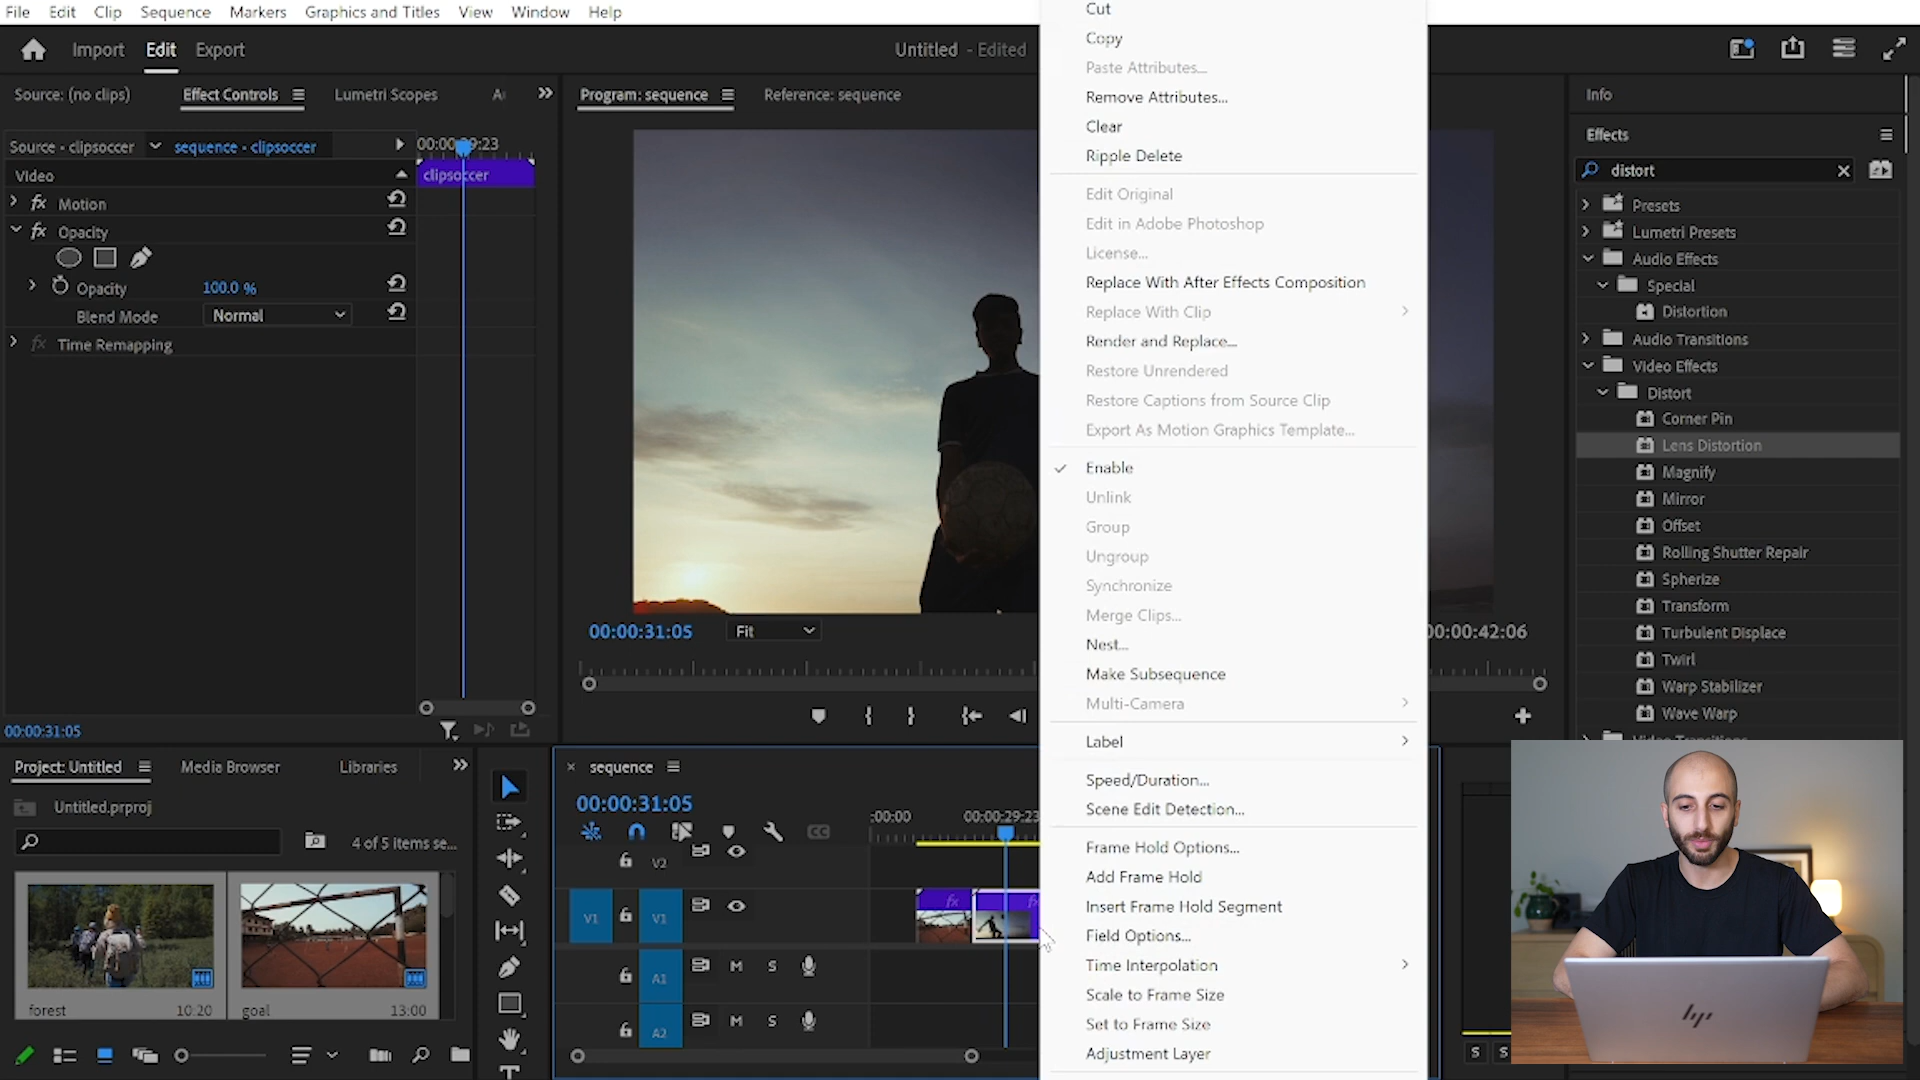 File Edit Clip Sequence Markers Graphics and Titles View Window Help
Import Edit Export
Untitled - Edited
Source: (no clips) Effect Controls Lumetri Scopes
Source - clipsoccer sequence - clipsoccer
Video
Motion
Opacity
Opacity 100.0 %
Blend Mode Normal
Time Remapping
clipsoccer
00:00:31:05
Program: sequence Reference: sequence
00:00:31:05 Fit
00:00:42:06
Cut
Copy
Paste Attributes...
Remove Attributes...
Clear
Ripple Delete
Edit Original
Edit in Adobe Photoshop
License...
Replace With After Effects Composition
Replace With Clip
Render and Replace...
Restore Unrendered
Restore Captions from Source Clip
Export As Motion Graphics Template...
Enable
Unlink
Group
Ungroup
Synchronize
Merge Clips...
Nest...
Make Subsequence
Multi-Camera
Label
Speed/Duration...
Scene Edit Detection...
Frame Hold Options...
Add Frame Hold
Insert Frame Hold Segment
Field Options...
Time Interpolation
Scale to Frame Size
Set to Frame Size
Adjustment Layer
Info
Effects
distort
Presets
Lumetri Presets
Audio Effects
Special
Distortion
Audio Transitions
Video Effects
Distort
Corner Pin
Lens Distortion
Magnify
Mirror
Offset
Rolling Shutter Repair
Spherize
Transform
Turbulent Displace
Twirl
Warp Stabilizer
Wave Warp
Project: Untitled Media Browser Libraries
Untitled.prproj
4 of 5 items se...
forest 10:20
goal 13:00
sequence
00:00:31:05
:00:00 00:00:29:23
CC
V2
V1 V1 fx
A1 M S
A2 M S
S S
hp